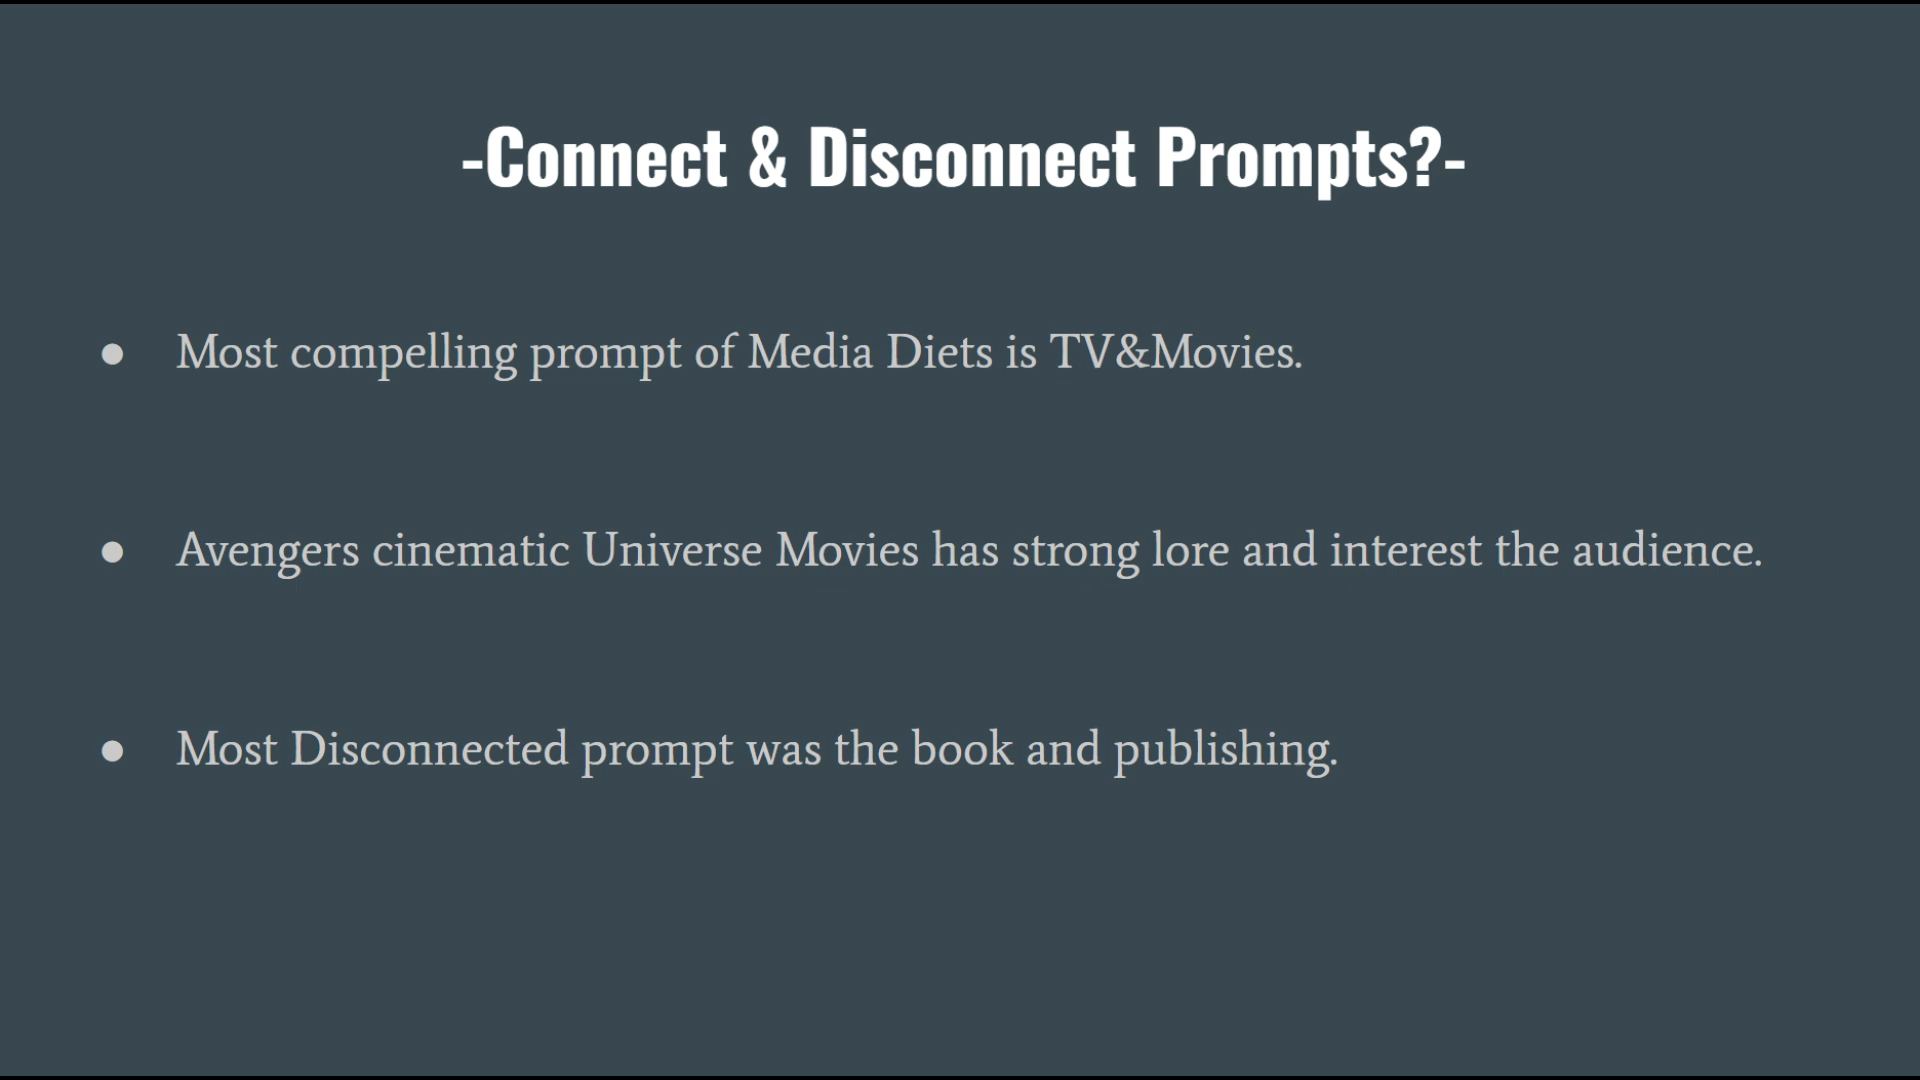 -Connect & Disconnect Prompts?-
● Most compelling prompt of Media Diets is TV&Movies.
● Avengers cinematic Universe Movies has strong lore and interest the audience.
● Most Disconnected prompt was the book and publishing.